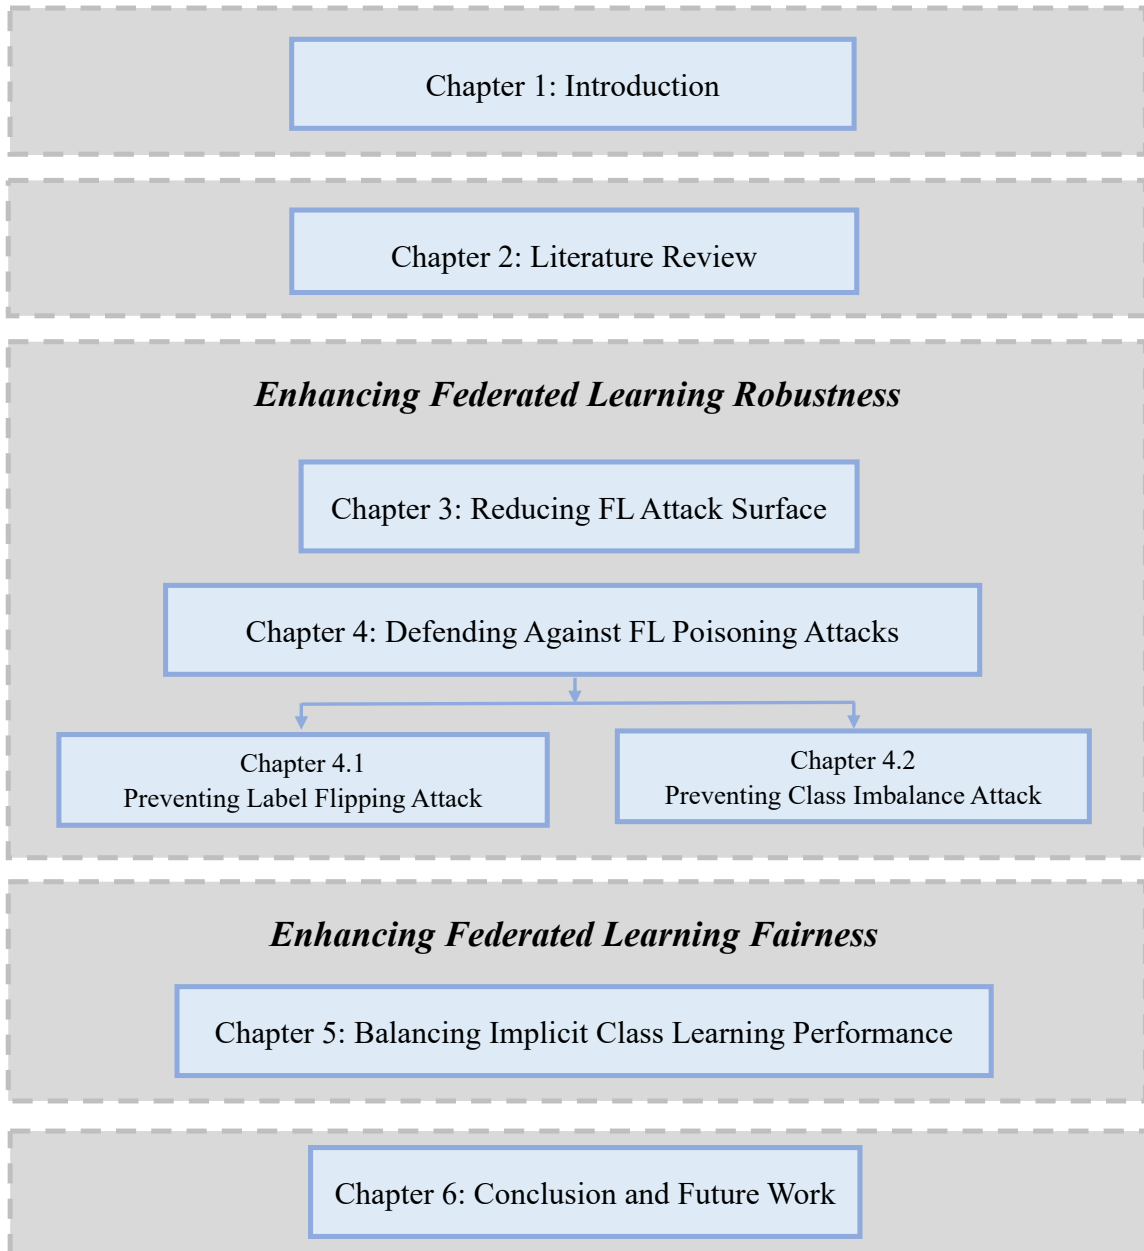 Chapter 1: Introduction
Chapter 2: Literature Review
Enhancing Federated Learning Robustness
Chapter 3: Reducing FL Attack Surface
Chapter 4: Defending Against FL Poisoning Attacks
Chapter 4.1
Preventing Label Flipping Attack
Chapter 4.2
Preventing Class Imbalance Attack
Enhancing Federated Learning Fairness
Chapter 5: Balancing Implicit Class Learning Performance
Chapter 6: Conclusion and Future Work